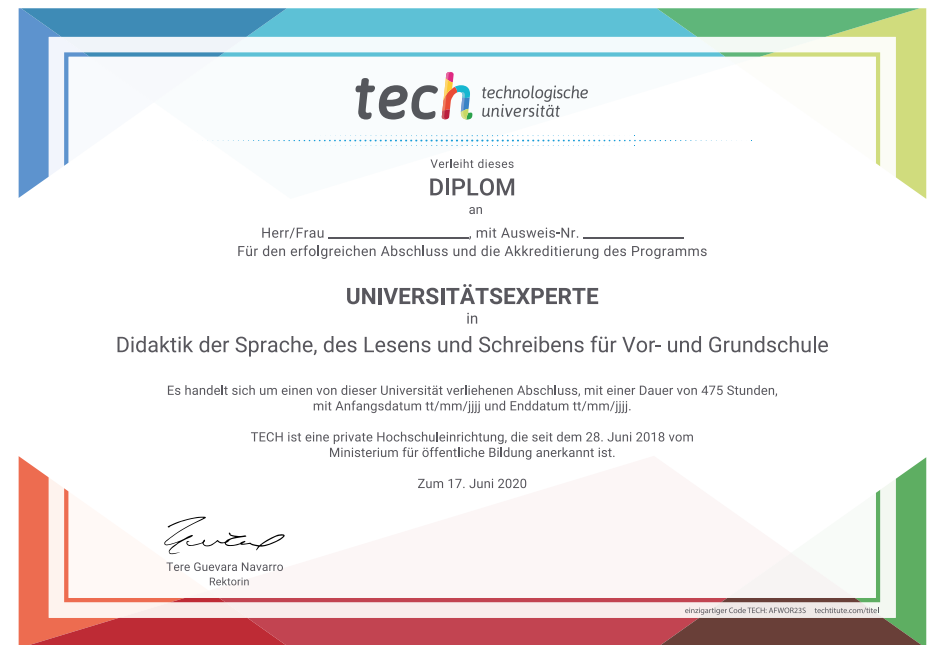 tech technologische
universität
Verleiht dieses
DIPLOM
an
Herr/Frau ____________________, mit Ausweis-Nr. ______________
Für den erfolgreichen Abschluss und die Akkreditierung des Programms
UNIVERSITÄTSEXPERTE
in
Didaktik der Sprache, des Lesens und Schreibens für Vor- und Grundschule
Es handelt sich um einen von dieser Universität verliehenen Abschluss, mit einer Dauer von 475 Stunden,
mit Anfangsdatum tt/mm/jjjj und Enddatum tt/mm/jjjj.
TECH ist eine private Hochschuleinrichtung, die seit dem 28. Juni 2018 vom
Ministerium für öffentliche Bildung anerkannt ist.
Zum 17. Juni 2020
Tere Guevara Navarro
Rektorin
einzigartiger Code TECH: AFWOR23S techtitute.com/titel